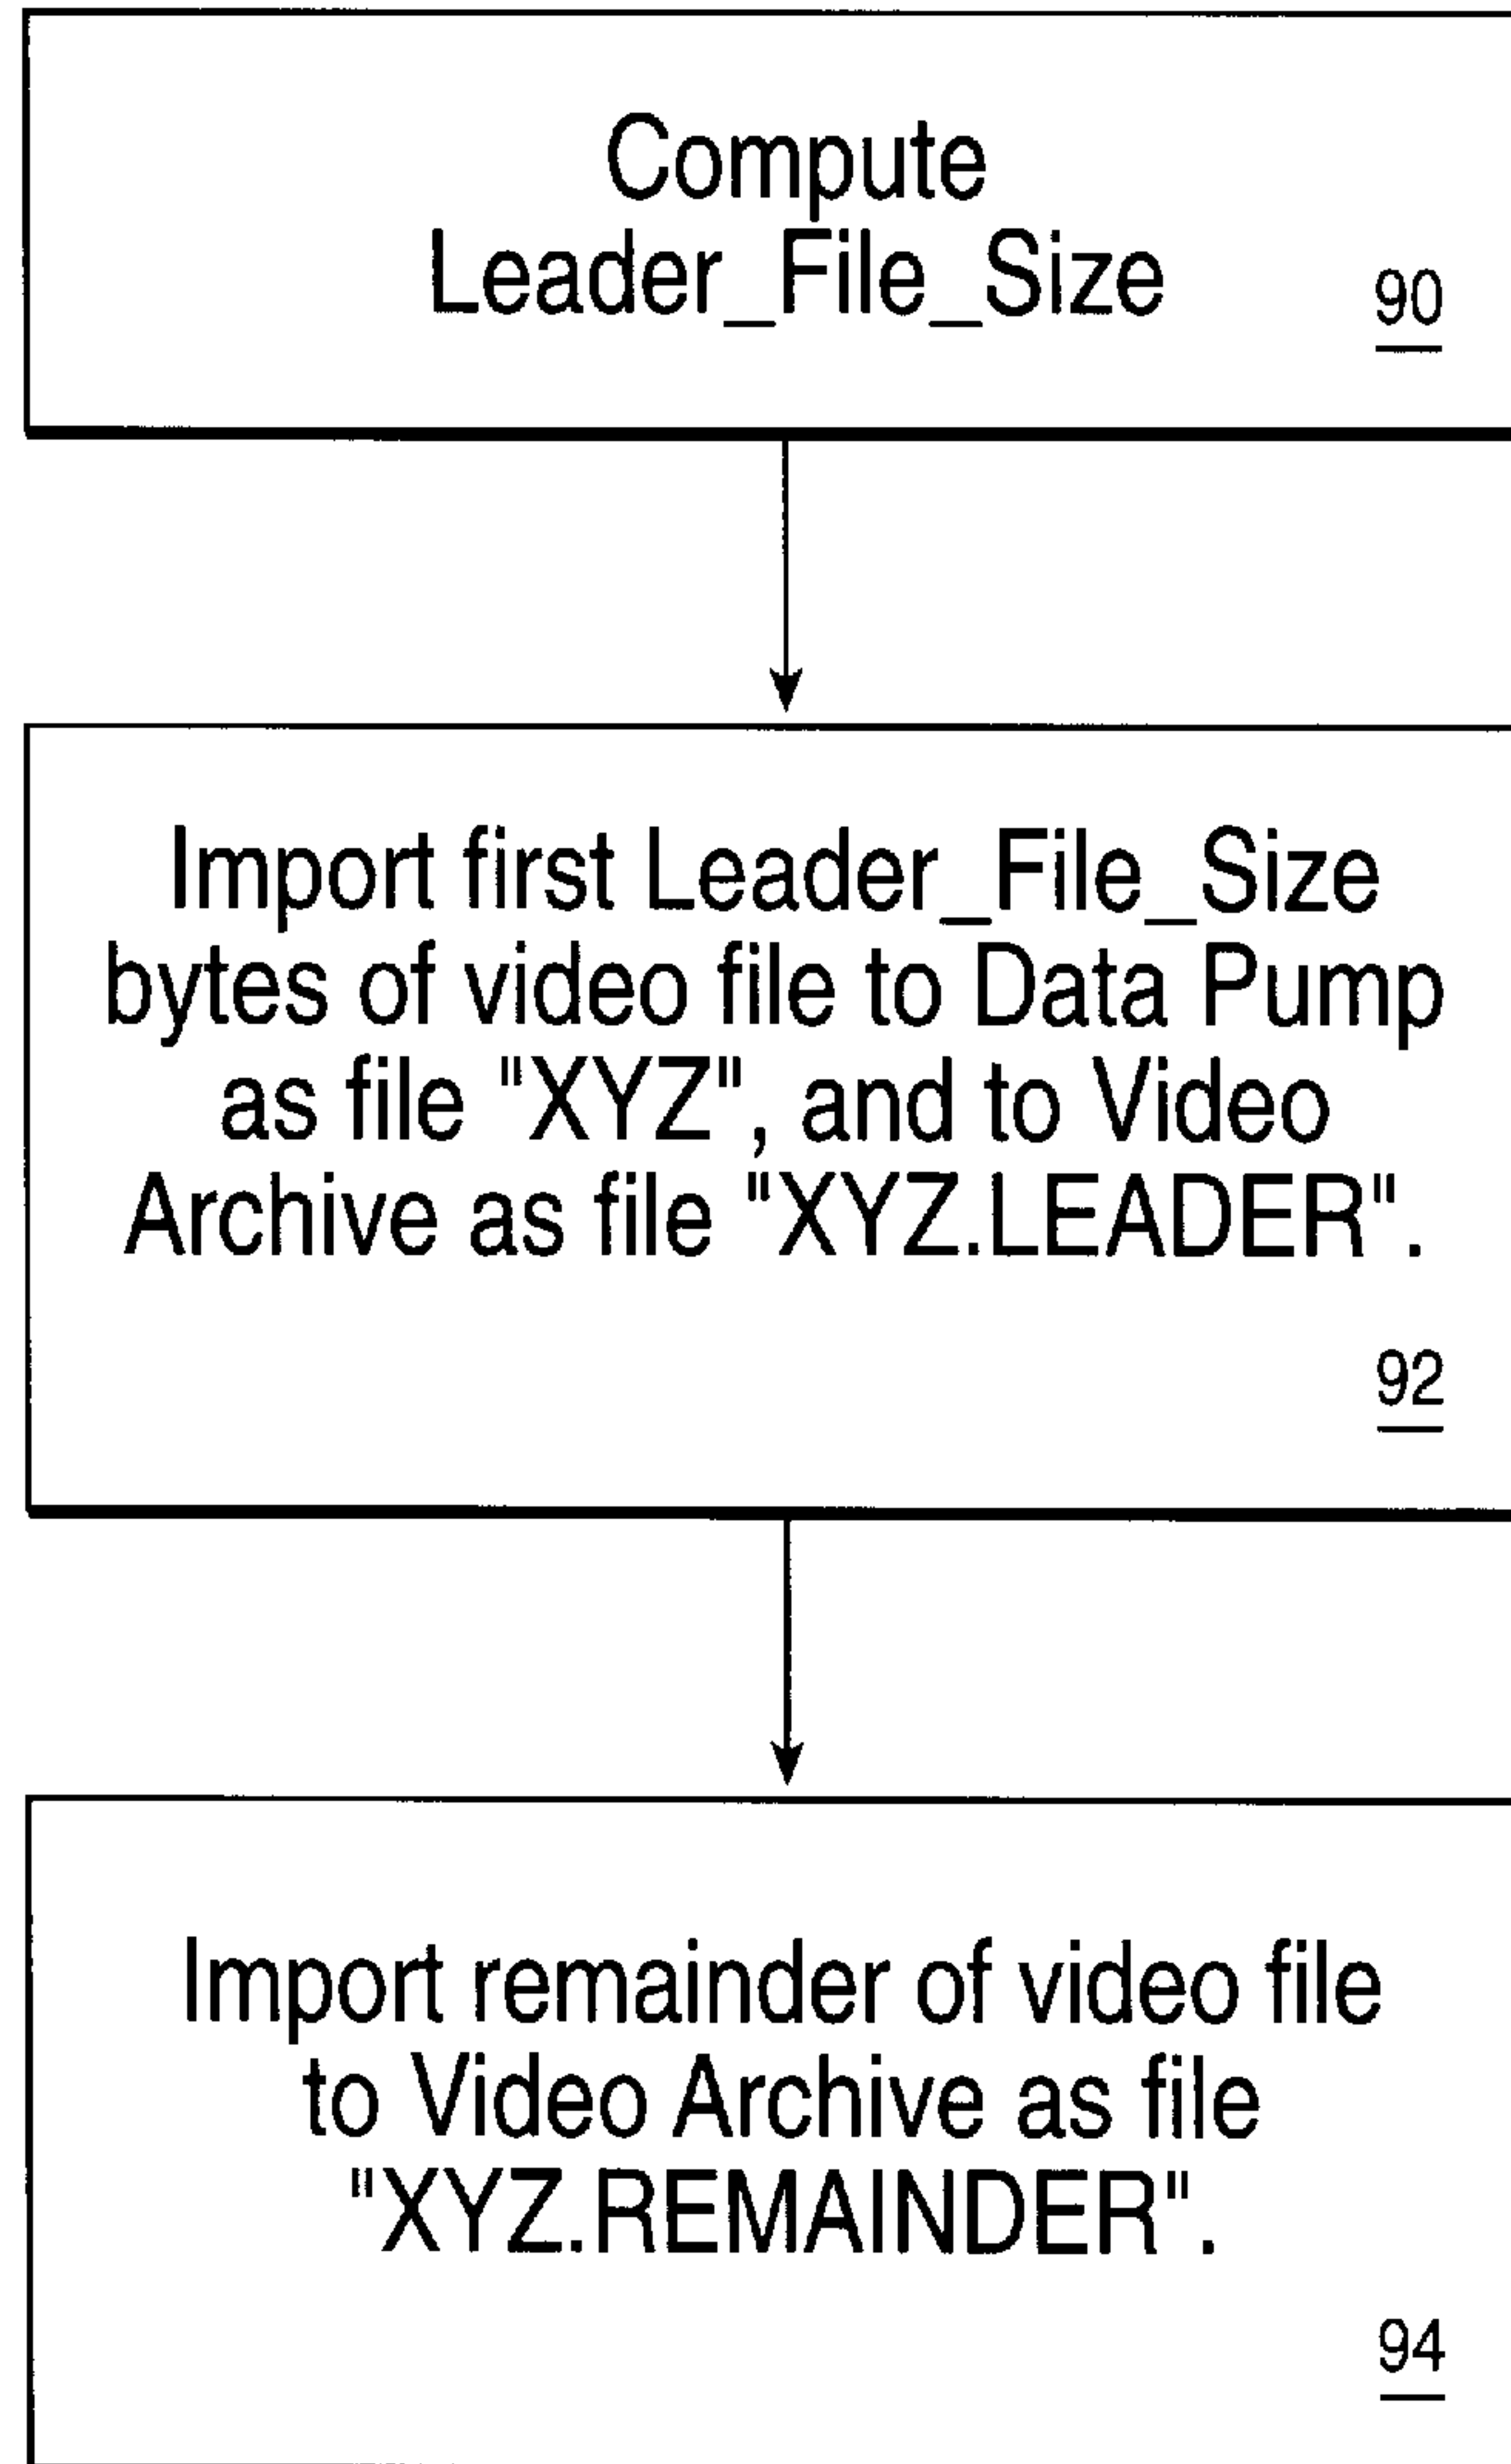 Compute
Leader_File_Size
90
Import first Leader_File_Size
bytes of video file to Data Pump
as file "XYZ", and to Video
Archive as file "XYZ.LEADER".
92
Import remainder of video file
to Video Archive as file
"XYZ.REMAINDER".
94